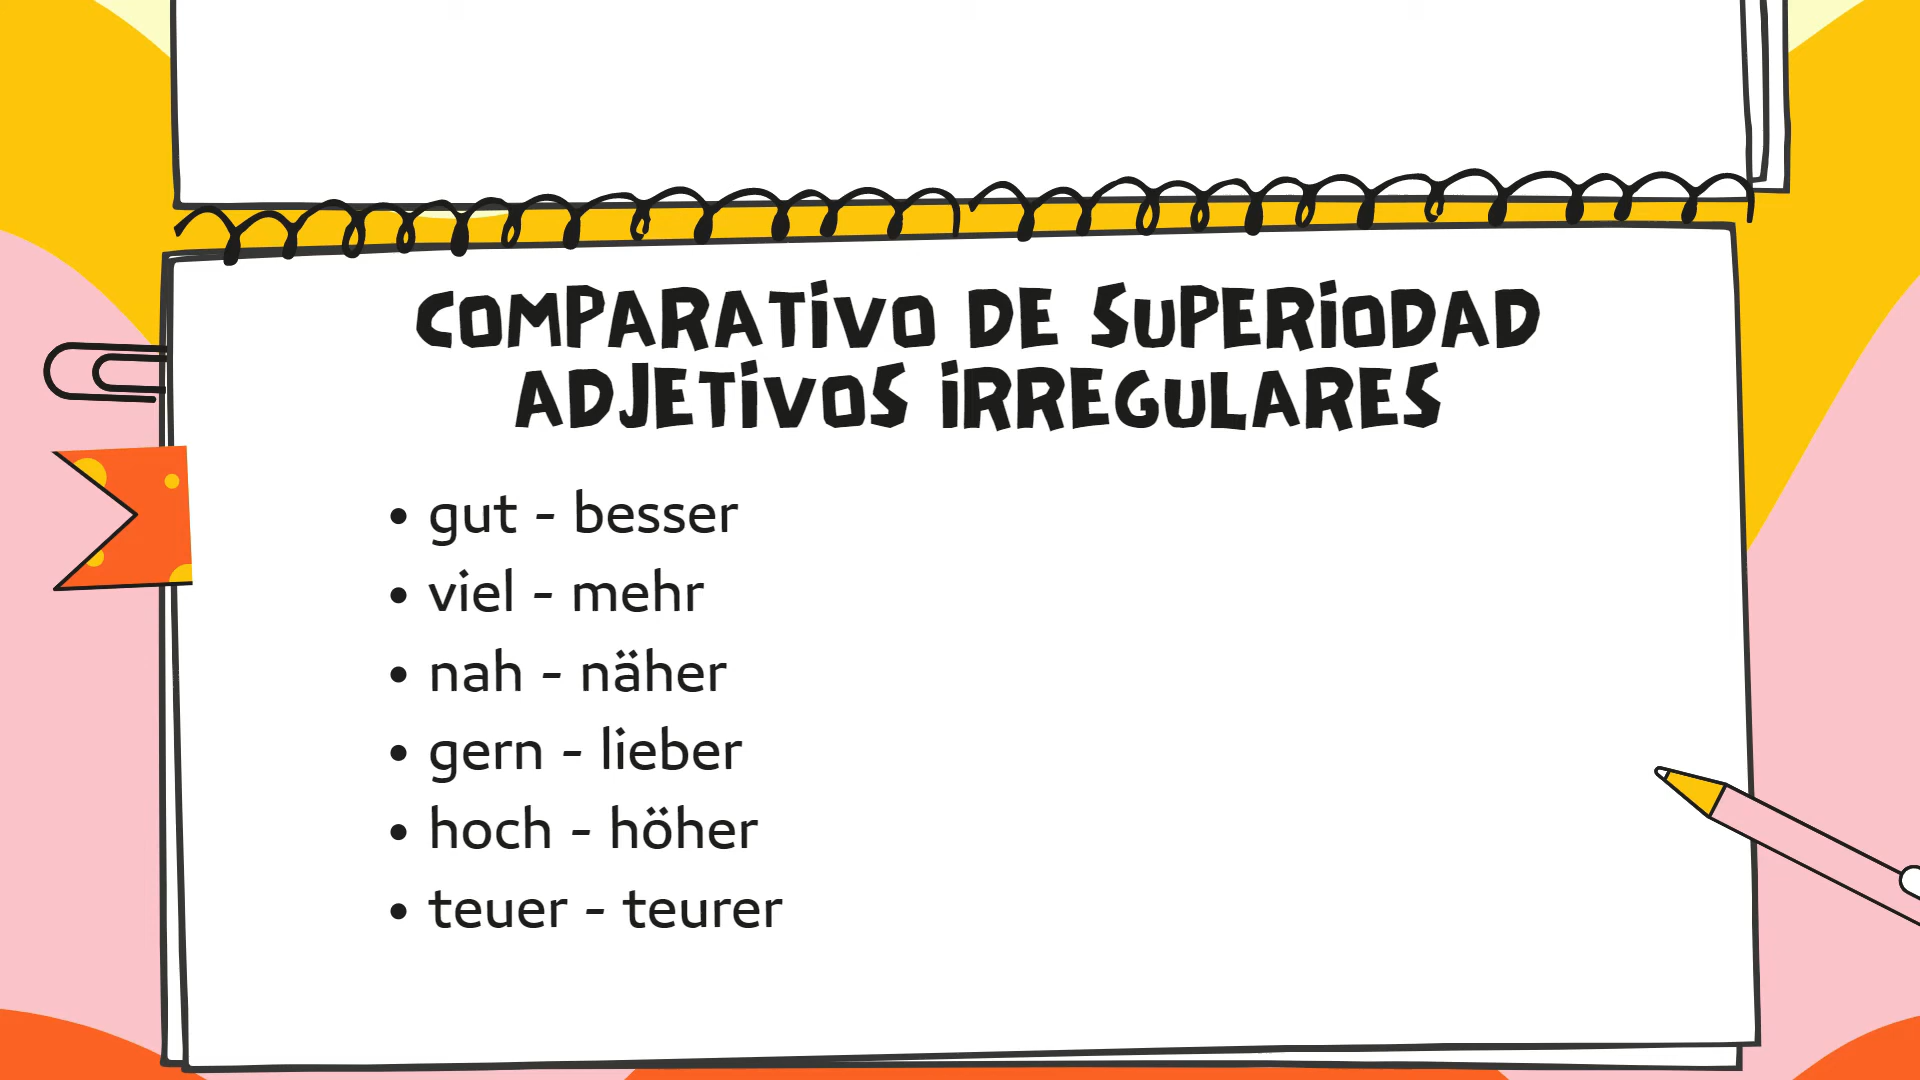 COMPARATIVO DE SUPERIODAD
ADJETIVOS IRREGULARES
• gut - besser
• viel - mehr
• nah - näher
• gern - lieber
• hoch - höher
• teuer - teurer